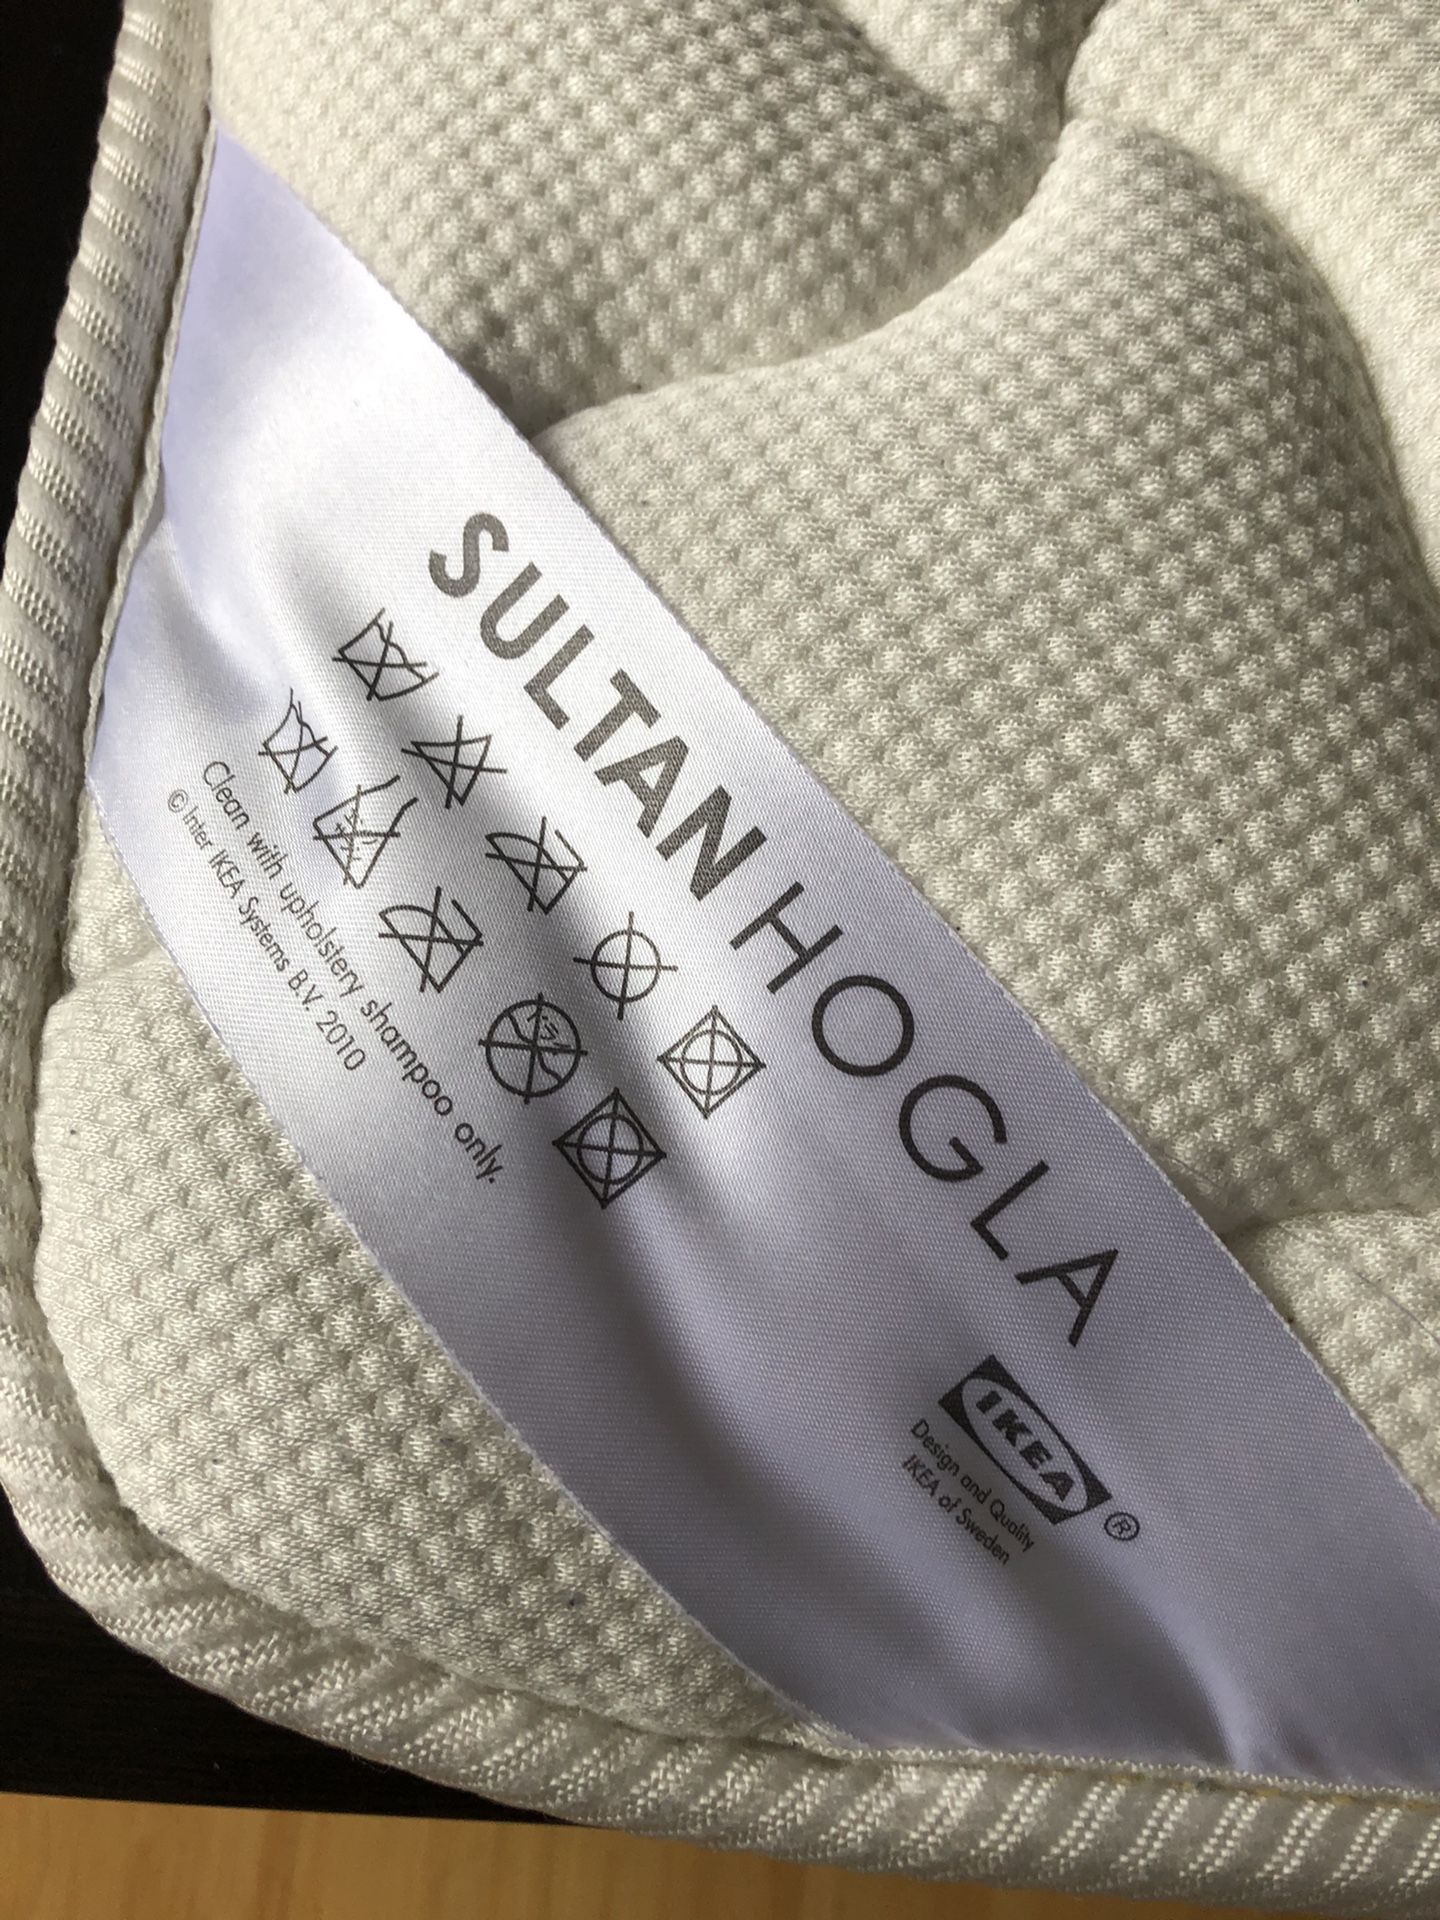 SULTAN HOGLA
Clean with upholstery shampoo only.
© Inter IKEA Systems B.V. 2010
IKEA®
Design and Quality
IKEA of Sweden